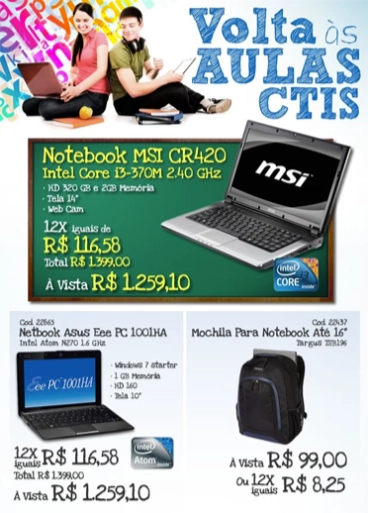 Volta às
AULAS
CTIS
Notebook MSI CR420
Intel Core i3-370M 2.40 GHz
· HD 320 GB e 2GB Memória
· Tela 14"
· Web Cam
12X iguais de
R$ 116,58
Total R$ 1.399,00
À Vista R$ 1.259,10
msi
intel
CORE i3
Cod. 22563
Netbook Asus Eee PC 1001HA
Intel Atom N270 1.6 GHz
· Windows 7 starter
· 1 GB Memória
· HD 160
· Tela 10"
Eee PC 1001HA
12X iguais R$ 116,58
Total R$ 1.399,00
À Vista R$ 1.259,10
intel
Atom
Cod. 22437
Mochila Para Notebook Até 16"
À Vista R$ 99,00
Ou 12X iguais R$ 8,25